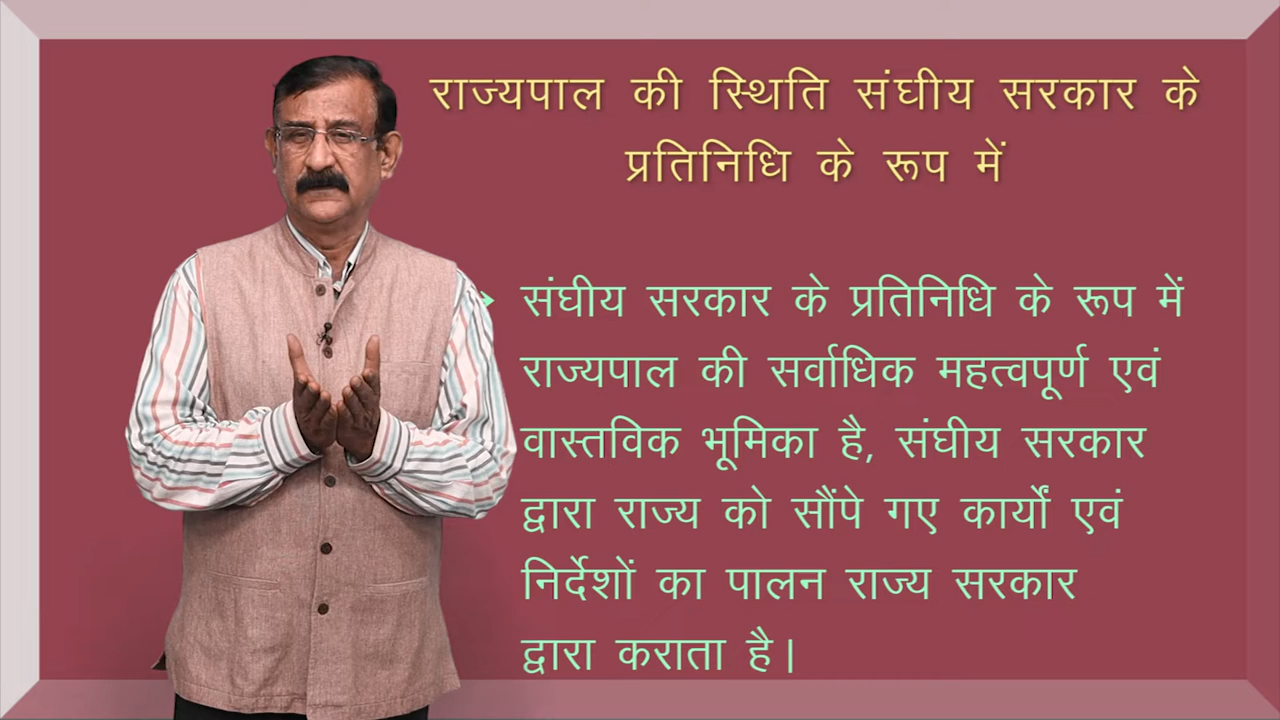 राज्यपाल की स्थिति संघीय सरकार के
प्रतिनिधि के रूप में
संघीय सरकार के प्रतिनिधि के रूप में
राज्यपाल की सर्वाधिक महत्वपूर्ण एवं
वास्तविक भूमिका है, संघीय सरकार
द्वारा राज्य को सौंपे गए कार्यों एवं
निर्देशों का पालन राज्य सरकार
द्वारा कराता है।